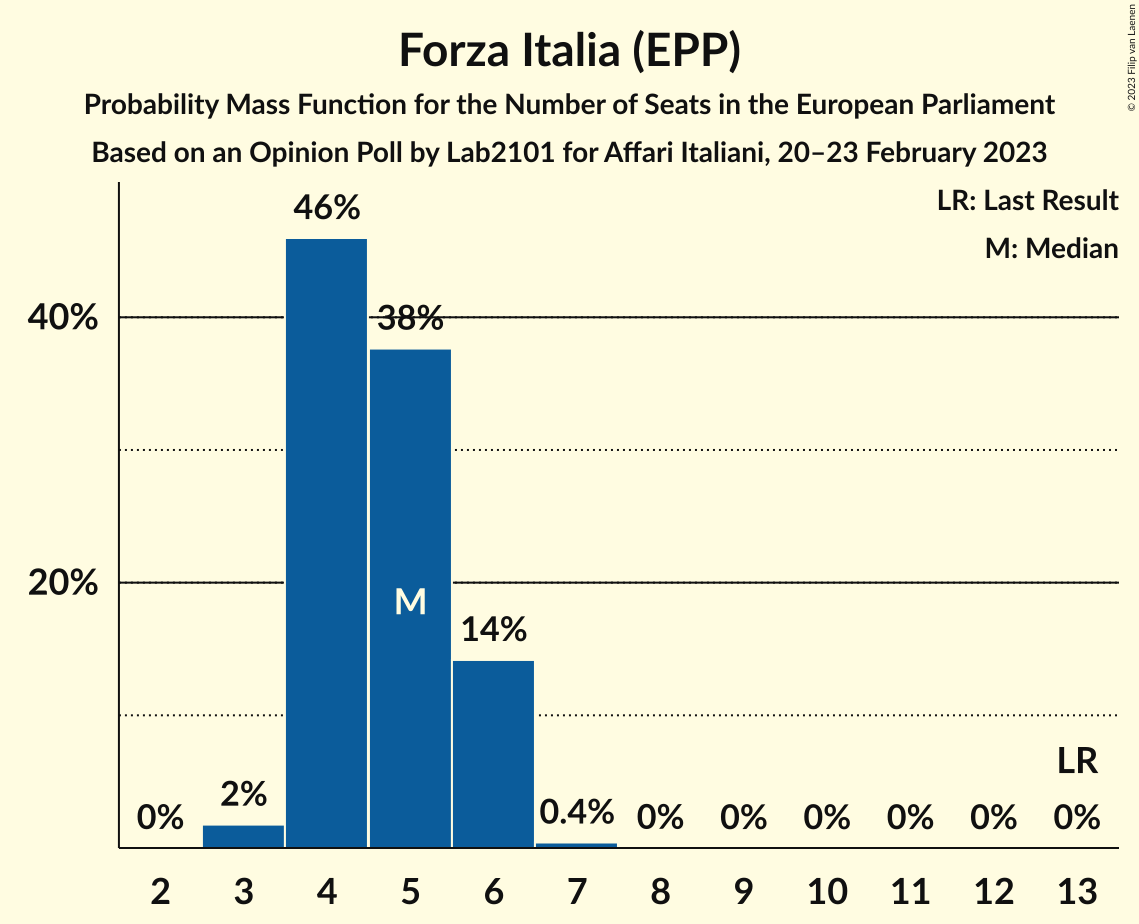 Forza Italia (EPP)
Probability Mass Function for the Number of Seats in the European Parliament
Based on an Opinion Poll by Lab2101 for Affari Italiani, 20–23 February 2023
© 2023 Filip van Laenen
LR: Last Result
M: Median
46%
40%
38%
20%
M
14%
LR
0%
2%
0.4%
0%
0%
0%
0%
0%
0%
2 3 4 5 6 7 8 9 10 11 12 13